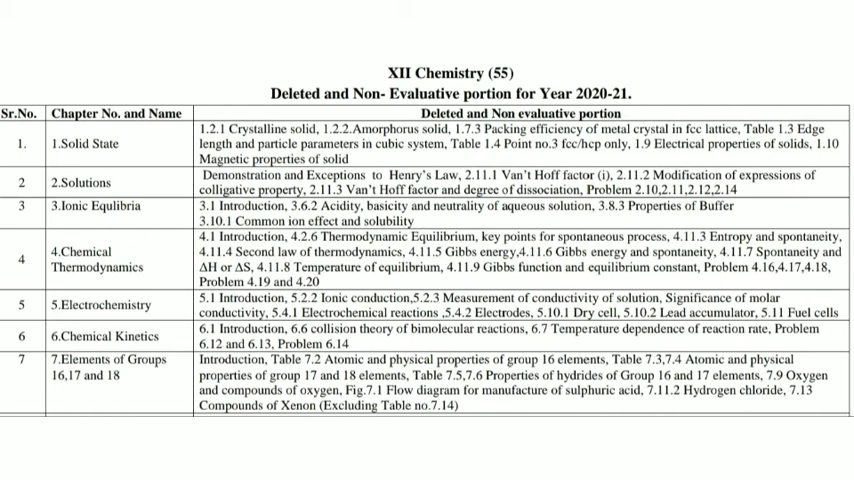 XII Chemistry (55)
Deleted and Non- Evaluative portion for Year 2020-21.
Sr.No. Chapter No. and Name Deleted and Non evaluative portion
1. 1.Solid State 1.2.1 Crystalline solid, 1.2.2.Amorphorus solid, 1.7.3 Packing efficiency of metal crystal in fcc lattice, Table 1.3 Edge
length and particle parameters in cubic system, Table 1.4 Point no.3 fcc/hcp only, 1.9 Electrical properties of solids, 1.10
Magnetic properties of solid
2 2.Solutions Demonstration and Exceptions to Henry's Law, 2.11.1 Van't Hoff factor (i), 2.11.2 Modification of expressions of
colligative property, 2.11.3 Van't Hoff factor and degree of dissociation, Problem 2.10,2.11,2.12,2.14
3 3.Ionic Equlibria 3.1 Introduction, 3.6.2 Acidity, basicity and neutrality of aqueous solution, 3.8.3 Properties of Buffer
3.10.1 Common ion effect and solubility
4 4.Chemical Thermodynamics 4.1 Introduction, 4.2.6 Thermodynamic Equilibrium, key points for spontaneous process, 4.11.3 Entropy and spontaneity,
4.11.4 Second law of thermodynamics, 4.11.5 Gibbs energy,4.11.6 Gibbs energy and spontaneity, 4.11.7 Spontaneity and
ΔH or ΔS, 4.11.8 Temperature of equilibrium, 4.11.9 Gibbs function and equilibrium constant, Problem 4.16,4.17,4.18,
Problem 4.19 and 4.20
5 5.Electrochemistry 5.1 Introduction, 5.2.2 Ionic conduction,5.2.3 Measurement of conductivity of solution, Significance of molar
conductivity, 5.4.1 Electrochemical reactions ,5.4.2 Electrodes, 5.10.1 Dry cell, 5.10.2 Lead accumulator, 5.11 Fuel cells
6 6.Chemical Kinetics 6.1 Introduction, 6.6 collision theory of bimolecular reactions, 6.7 Temperature dependence of reaction rate, Problem
6.12 and 6.13, Problem 6.14
7 7.Elements of Groups 16,17 and 18 Introduction, Table 7.2 Atomic and physical properties of group 16 elements, Table 7.3,7.4 Atomic and physical
properties of group 17 and 18 elements, Table 7.5,7.6 Properties of hydrides of Group 16 and 17 elements, 7.9 Oxygen
and compounds of oxygen, Fig.7.1 Flow diagram for manufacture of sulphuric acid, 7.11.2 Hydrogen chloride, 7.13
Compounds of Xenon (Excluding Table no.7.14)